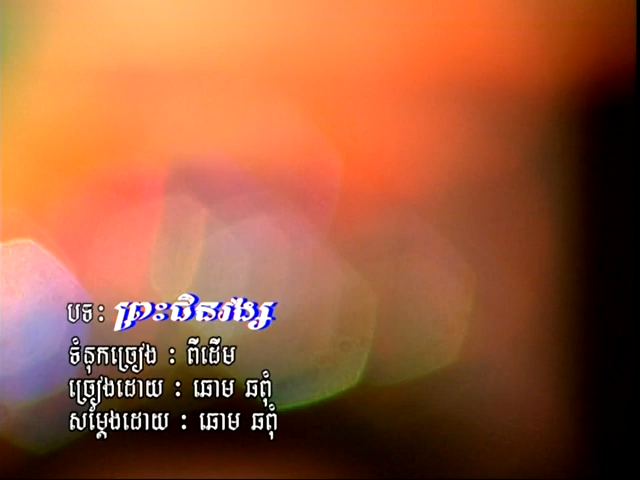 បទៈ ព្រះជិនវង្ស
ទំនុកច្រៀង : ពីដើម
ច្រៀងដោយ : ឆោម ឆពុំ
សម្តែងដោយ : ឆោម ឆពុំ